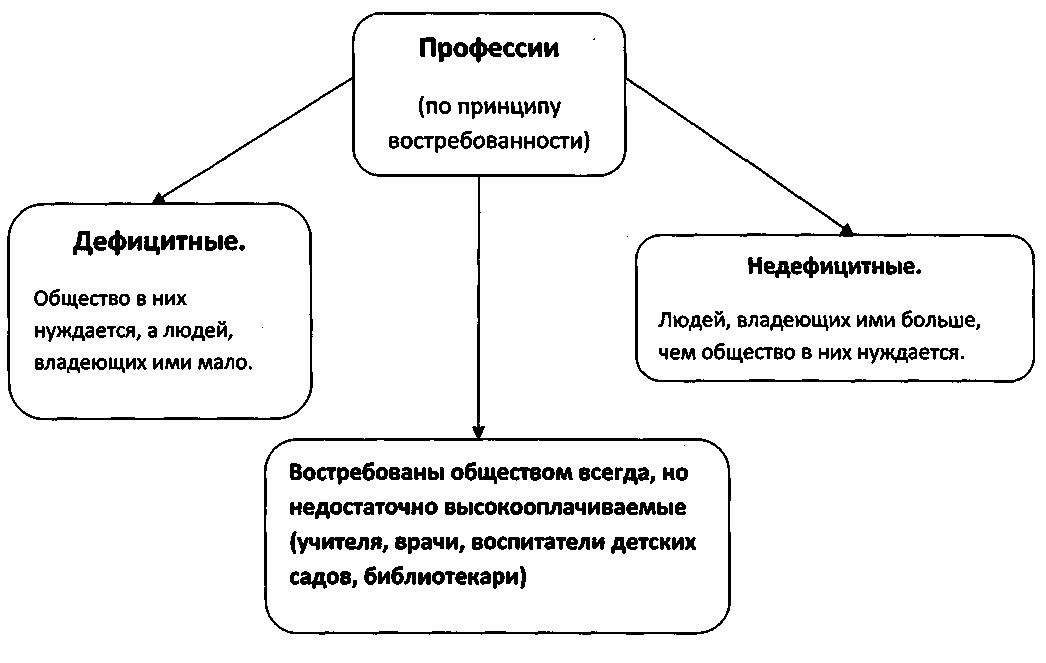 Профессии
(по принципу
востребованности)
Дефицитные.
Общество в них
нуждается, а людей,
владеющих ими мало.
Недефицитные.
Людей, владеющих ими больше,
чем общество в них нуждается.
Востребованы обществом всегда, но
недостаточно высокооплачиваемые
(учителя, врачи, воспитатели детских
садов, библиотекари)